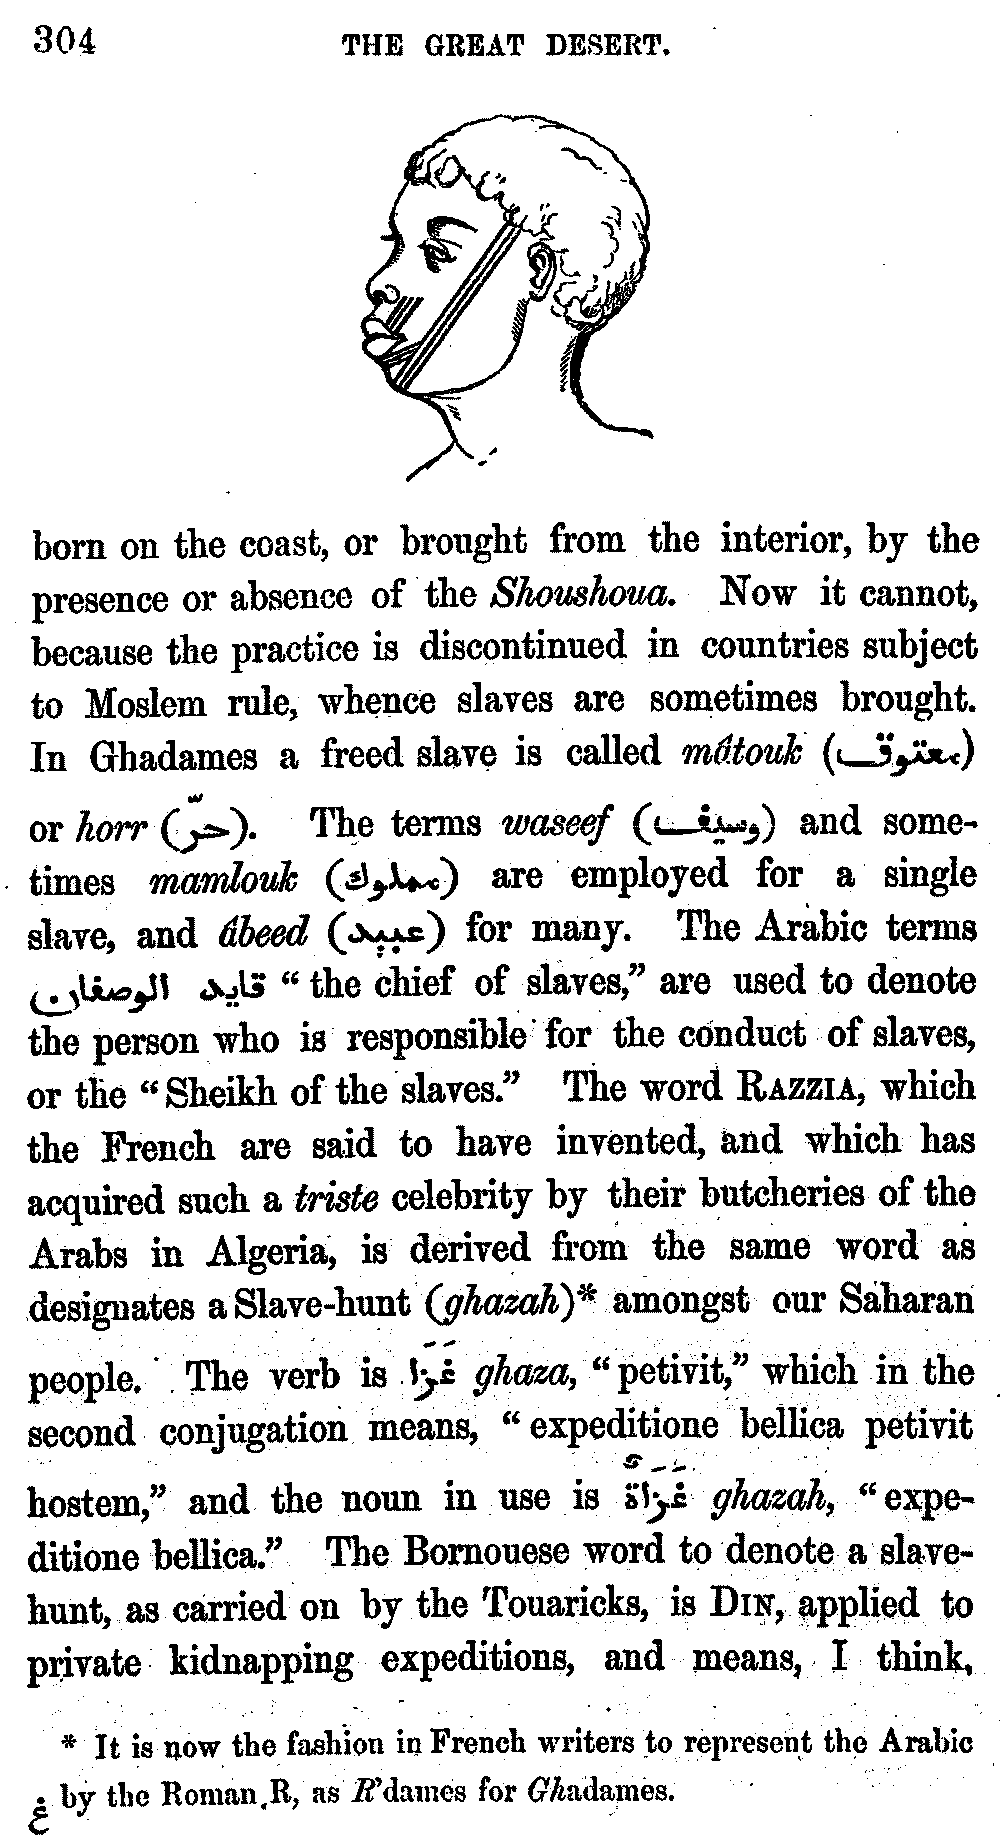 304 THE GREAT DESERT.
born on the coast, or brought from the interior, by the
presence or absence of the Shoushoua. Now it cannot,
because the practice is discontinued in countries subject
to Moslem rule, whence slaves are sometimes brought.
In Ghadames a freed slave is called mâtouk (معتوق)
or horr (حرّ). The terms waseef (وسيف) and some-
times mamlouk (مملوك) are employed for a single
slave, and âbeed (عبيد) for many. The Arabic terms
قايد الوصفان “the chief of slaves,” are used to denote
the person who is responsible for the conduct of slaves,
or the “Sheikh of the slaves.” The word RAZZIA, which
the French are said to have invented, and which has
acquired such a triste celebrity by their butcheries of the
Arabs in Algeria, is derived from the same word as
designates a Slave-hunt (ghazah)* amongst our Saharan
people. The verb is غَزَا ghaza, “petivit,” which in the
second conjugation means, “expeditione bellica petivit
hostem,” and the noun in use is غَزَاةٌ ghazah, “expe-
ditione bellica.” The Bornouese word to denote a slave-
hunt, as carried on by the Touaricks, is DIN, applied to
private kidnapping expeditions, and means, I think,
* It is now the fashion in French writers to represent the Arabic
غ by the Roman R, as R’dames for Ghadames.